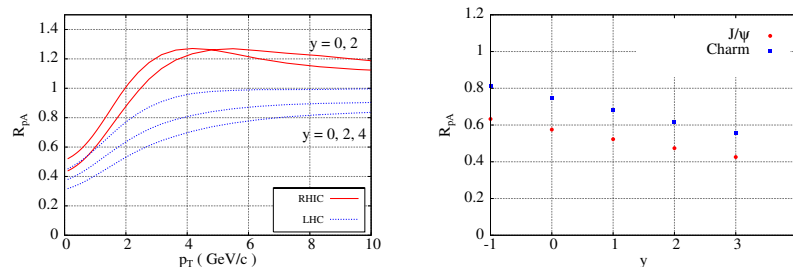 1.6
1.4
1.2
1
0.8
0.6
0.4
0.2
0
R_pA
y = 0, 2
y = 0, 2, 4
RHIC
LHC
0 2 4 6 8 10
p_T ( GeV/c )
J/ψ
Charm
1.2
1
0.8
0.6
0.4
0.2
0
R_pA
-1 0 1 2 3
y